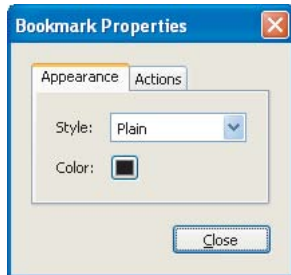 Bookmark Properties
Appearance Actions
Style: Plain
Color:
Close